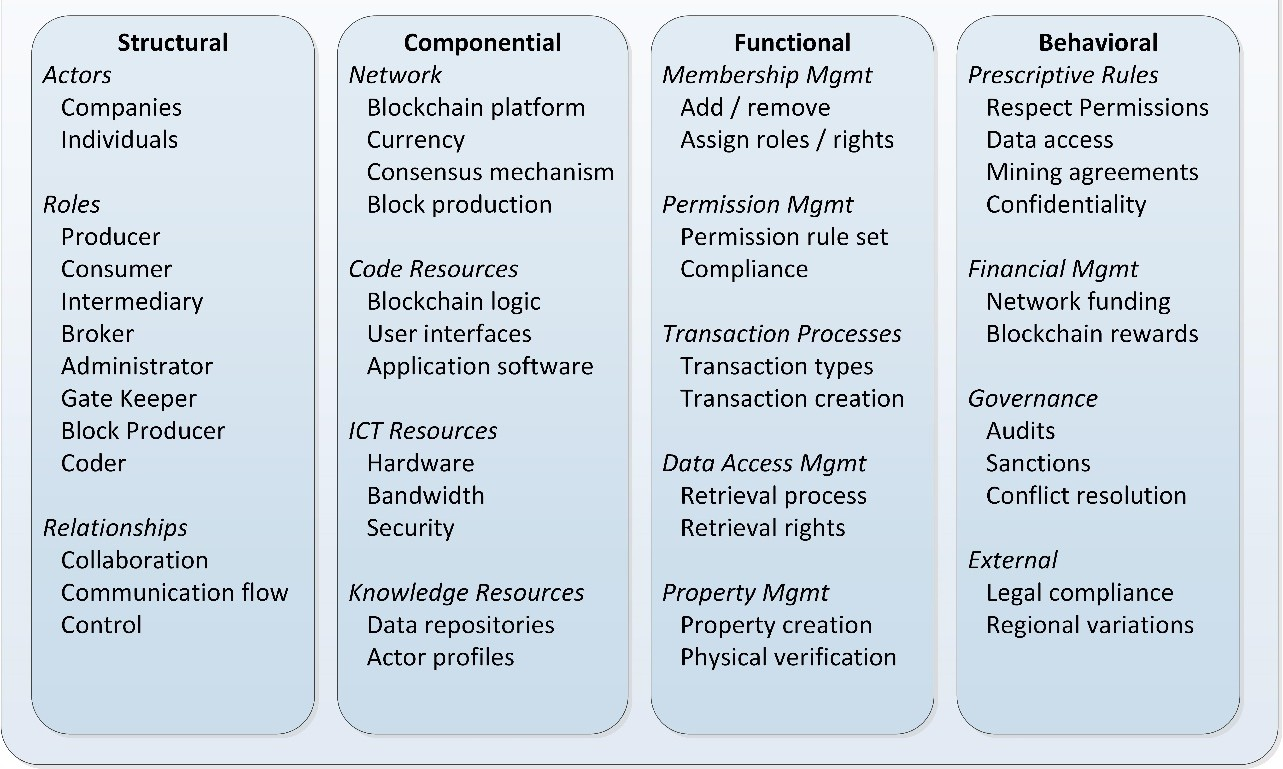 Structural
Actors
Companies
Individuals
Roles
Producer
Consumer
Intermediary
Broker
Administrator
Gate Keeper
Block Producer
Coder
Relationships
Collaboration
Communication flow
Control
Componential
Network
Blockchain platform
Currency
Consensus mechanism
Block production
Code Resources
Blockchain logic
User interfaces
Application software
ICT Resources
Hardware
Bandwidth
Security
Knowledge Resources
Data repositories
Actor profiles
Functional
Membership Mgmt
Add / remove
Assign roles / rights
Permission Mgmt
Permission rule set
Compliance
Transaction Processes
Transaction types
Transaction creation
Data Access Mgmt
Retrieval process
Retrieval rights
Property Mgmt
Property creation
Physical verification
Behavioral
Prescriptive Rules
Respect Permissions
Data access
Mining agreements
Confidentiality
Financial Mgmt
Network funding
Blockchain rewards
Governance
Audits
Sanctions
Conflict resolution
External
Legal compliance
Regional variations